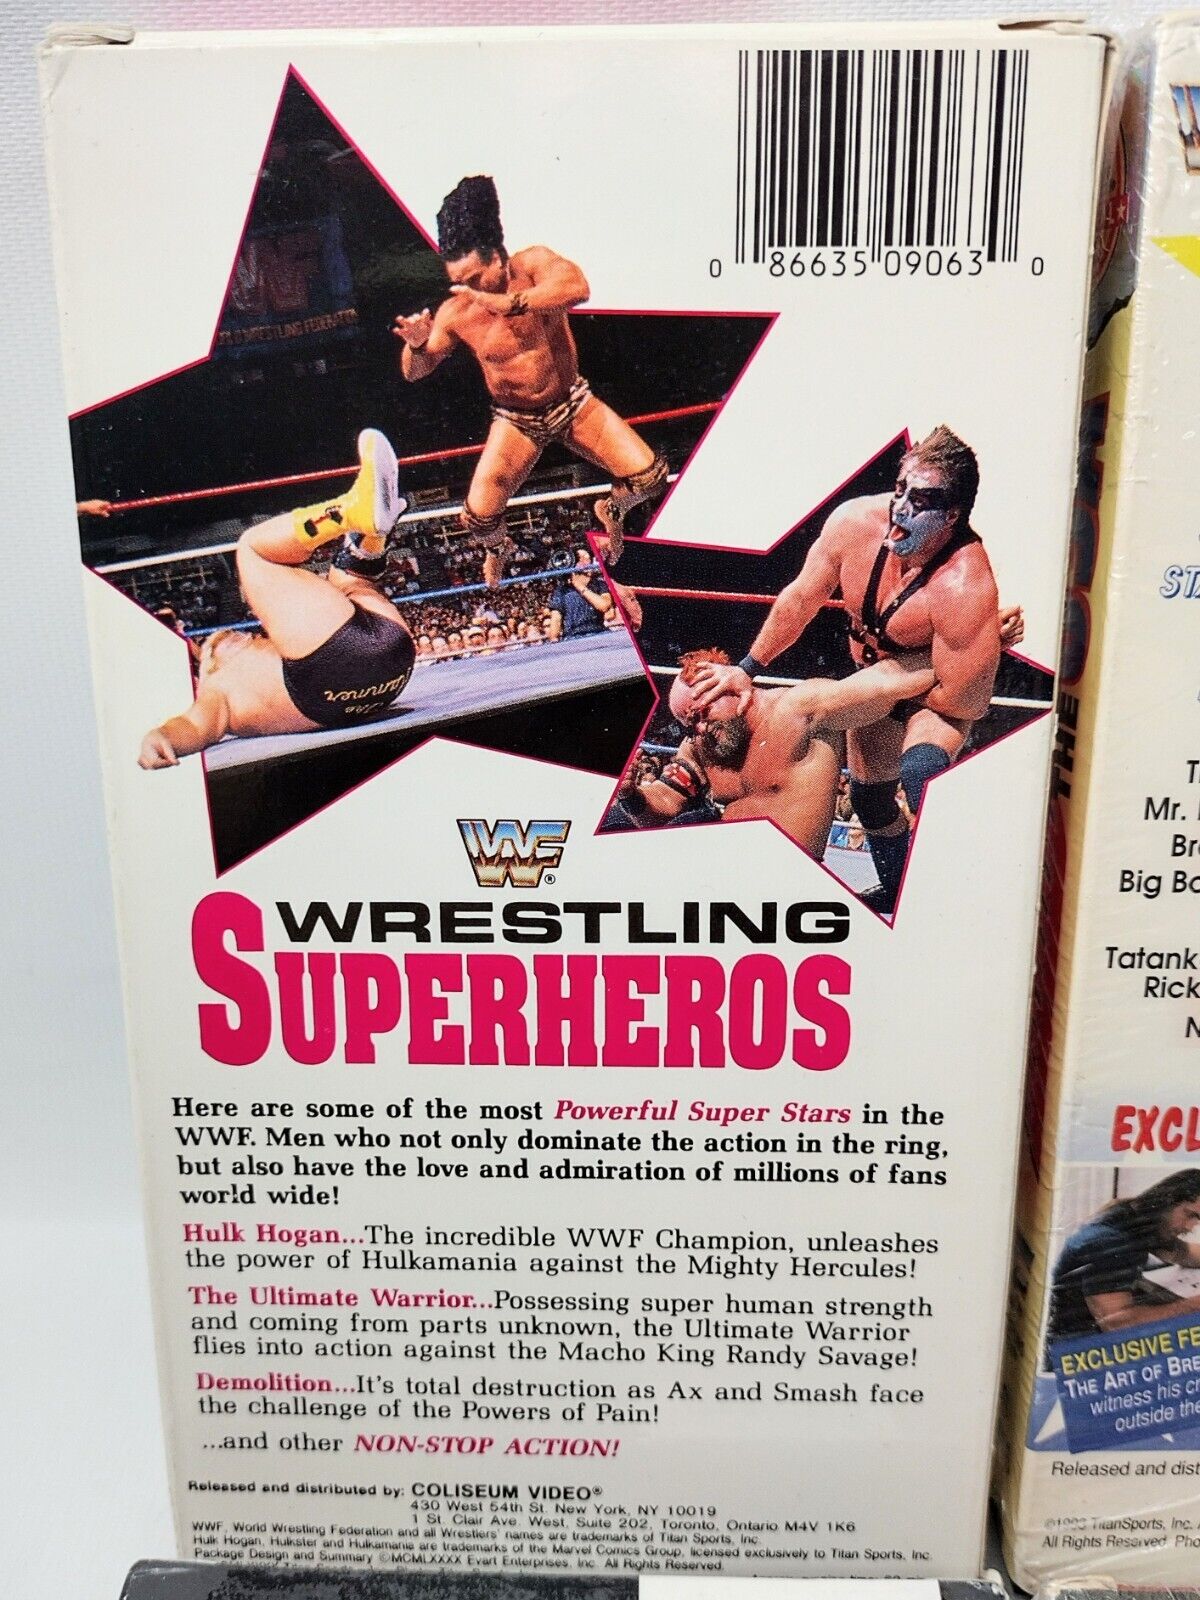 0 86635 09063 0
WORLD WRESTLING FEDERATION
The Hammer
WWF®
WRESTLING
SUPERHEROS
Here are some of the most Powerful Super Stars in the
WWF. Men who not only dominate the action in the ring,
but also have the love and admiration of millions of fans
world wide!
Hulk Hogan...The incredible WWF Champion, unleashes
the power of Hulkamania against the Mighty Hercules!
The Ultimate Warrior...Possessing super human strength
and coming from parts unknown, the Ultimate Warrior
flies into action against the Macho King Randy Savage!
Demolition...It's total destruction as Ax and Smash face
the challenge of the Powers of Pain!
...and other NON-STOP ACTION!
Released and distributed by: COLISEUM VIDEO®
430 West 54th St. New York, NY 10019
1 St. Clair Ave. West, Suite 202, Toronto, Ontario M4V 1K6
WWF, World Wrestling Federation and all Wrestlers' names are trademarks of Titan Sports, Inc.
Hulk Hogan, Hulkster and Hulkamania are trademarks of the Marvel Comics Group, licensed exclusively to Titan Sports, Inc.
Package Design and Summary ©MCMLXXXX Evart Enterprises, Inc. All Rights Reserved.
THE
Mr.
Big
Tatank
Rick
EXCL
EXCLUSIVE FE
THE ART OF BRE
witness his
outside the
Released and dist
TitanSports, Inc.
All Rights Reserved. Pho